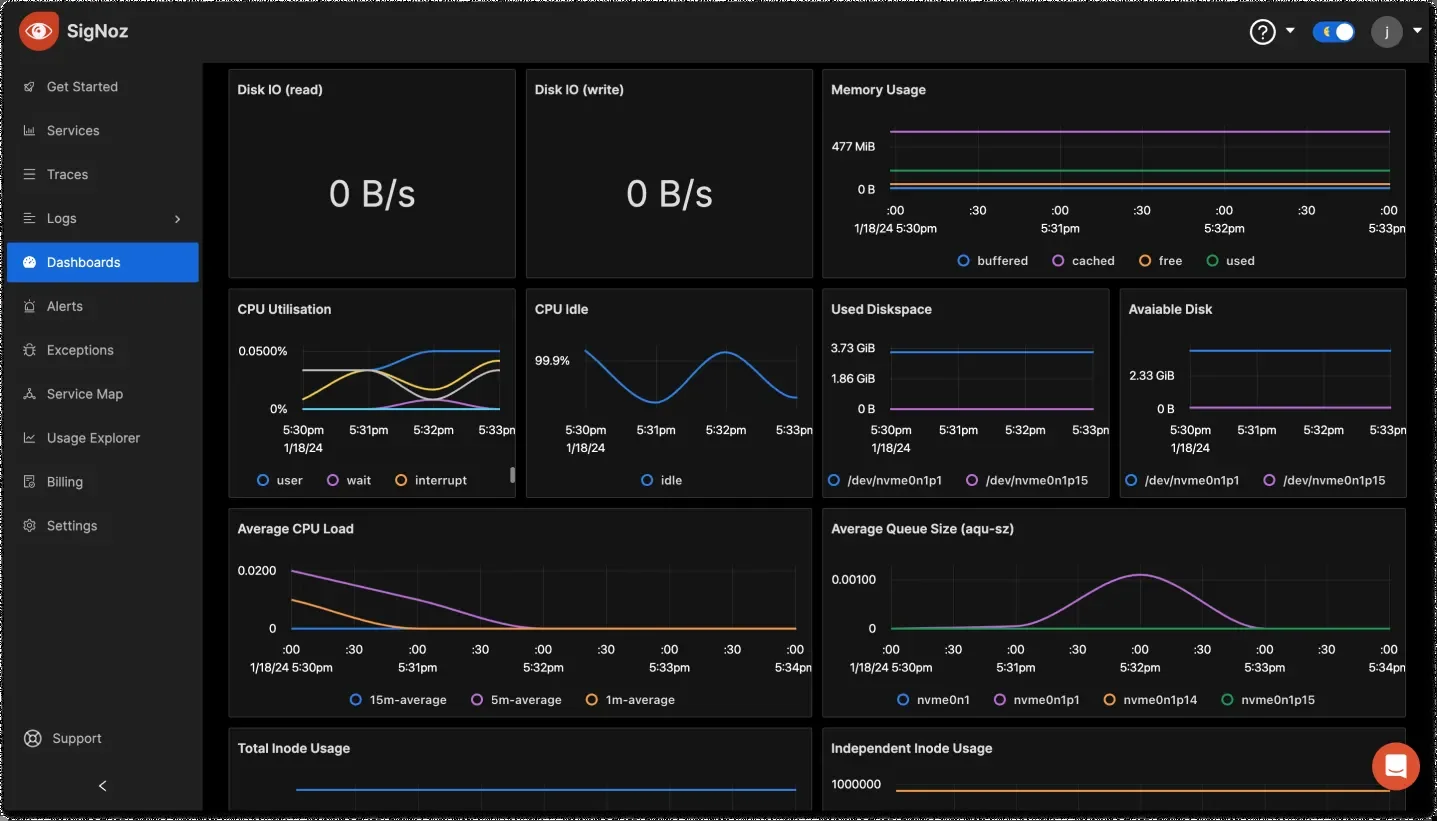 SigNoz
?
j
Get Started
Services
Traces
Logs
Dashboards
Alerts
Exceptions
Service Map
Usage Explorer
Billing
Settings
Support
Disk IO (read)
0 B/s
Disk IO (write)
0 B/s
Memory Usage
477 MiB
0 B
:00 :30 :00 :30 :00 :30 :00
1/18/24 5:30pm 5:31pm 5:32pm 5:33pm
buffered cached free used
CPU Utilisation
0.0500%
0%
5:30pm 5:31pm 5:32pm 5:33pm
1/18/24
user wait interrupt
CPU Idle
99.9%
5:30pm 5:31pm 5:32pm 5:33pm
1/18/24
idle
Used Diskspace
3.73 GiB
1.86 GiB
0 B
5:30pm 5:31pm 5:32pm 5:33pm
1/18/24
/dev/nvme0n1p1 /dev/nvme0n1p15
Avaiable Disk
2.33 GiB
0 B
5:30pm 5:31pm 5:32pm 5:33pm
1/18/24
/dev/nvme0n1p1 /dev/nvme0n1p15
Average CPU Load
0.0200
0
:00 :30 :00 :30 :00 :30 :00 :30 :00
1/18/24 5:30pm 5:31pm 5:32pm 5:33pm 5:34pm
15m-average 5m-average 1m-average
Average Queue Size (aqu-sz)
0.00100
0
:00 :30 :00 :30 :00 :30 :00 :30 :00
1/18/24 5:30pm 5:31pm 5:32pm 5:33pm 5:34pm
nvme0n1 nvme0n1p1 nvme0n1p14 nvme0n1p15
Total Inode Usage
Independent Inode Usage
1000000